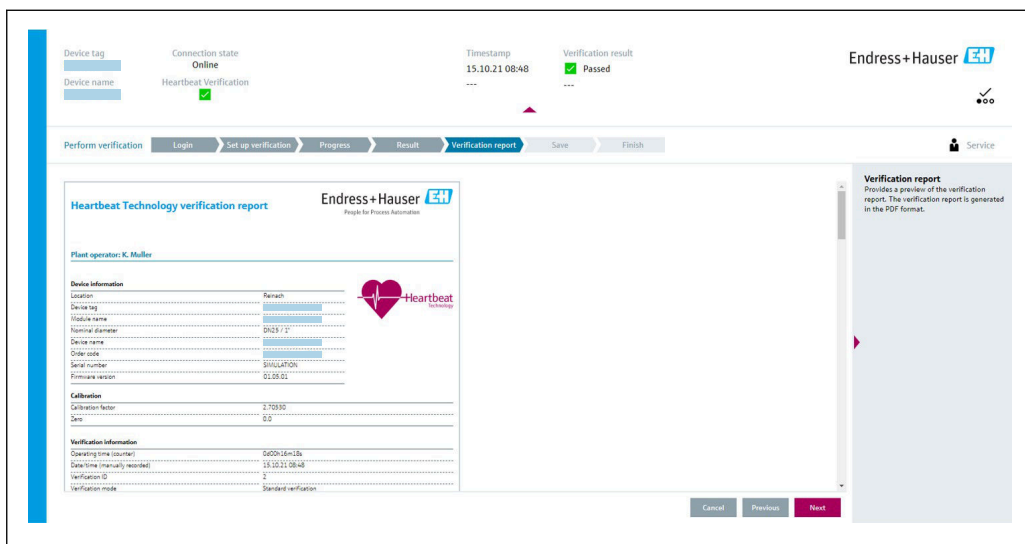 Device tag
Connection state
Online
Timestamp
15.10.21 08:48
Verification result
Passed
Endress+Hauser EH
Device name
Heartbeat Verification
---
---
Perform verification
Login
Set up verification
Progress
Result
Verification report
Save
Finish
Service
Heartbeat Technology verification report
Endress+Hauser EH
People for Process Automation
Plant operator: K. Muller
Device information
Location Reinach
Device tag
Module name
Nominal diameter DN25 / 1"
Device name
Order code
Serial number SIMULATION
Firmware version 01.05.01
Heartbeat
Technology
Calibration
Calibration factor 2.70330
Zero 0.0
Verification information
Operating time (counter) 0d00h16m18s
Date/time (manually recorded) 15.10.21 08:48
Verification ID 2
Verification mode Standard verification
Verification report
Provides a preview of the verification
report. The verification report is generated
in the PDF format.
Cancel
Previous
Next